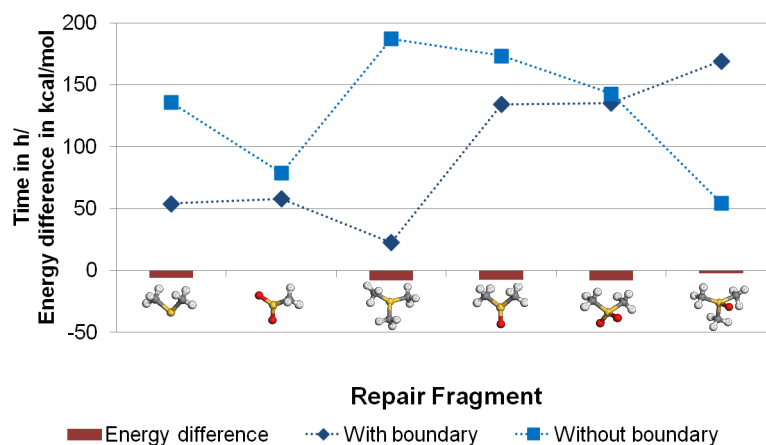 Time in h/
Energy difference in kcal/mol
200
150
100
50
0
-50
Repair Fragment
Energy difference
With boundary
Without boundary